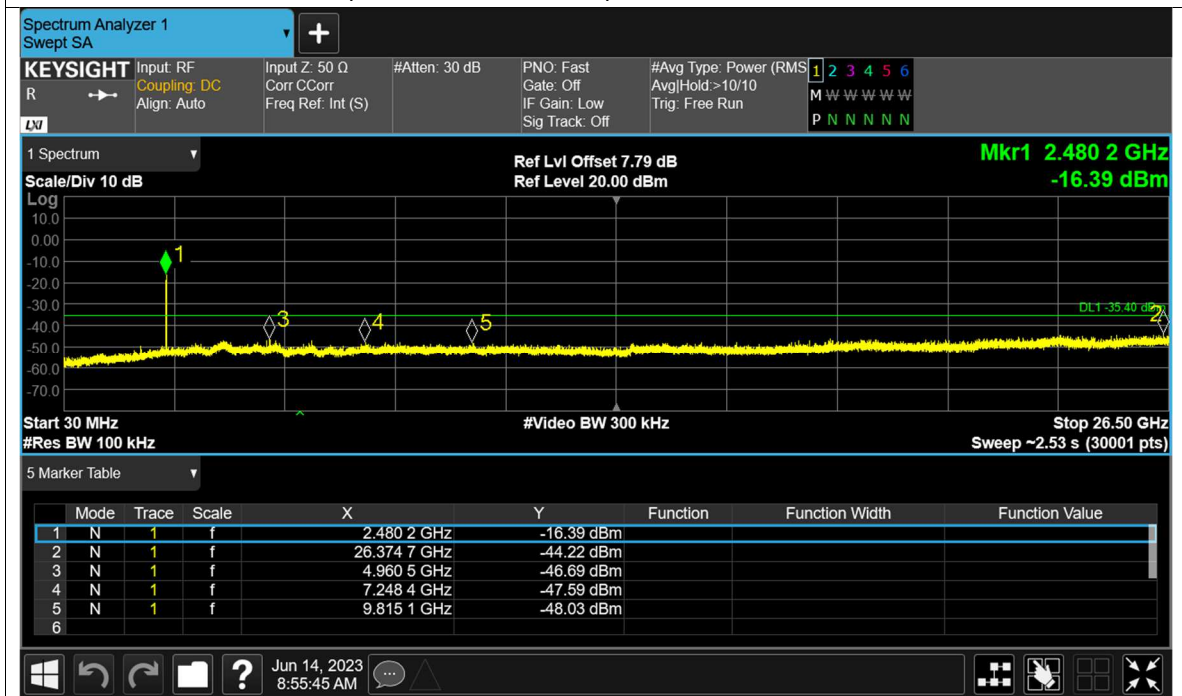 Spectrum Analyzer 1
Swept SA
+
KEYSIGHT
R
LXI
Input: RF
Coupling: DC
Align: Auto
Input Z: 50 Ω
Corr CCorr
Freq Ref: Int (S)
#Atten: 30 dB
PNO: Fast
Gate: Off
IF Gain: Low
Sig Track: Off
#Avg Type: Power (RMS
Avg|Hold:>10/10
Trig: Free Run
1 2 3 4 5 6
M W W W W W W
P N N N N N N
1 Spectrum
Scale/Div 10 dB
Ref Lvl Offset 7.79 dB
Ref Level 20.00 dBm
Mkr1 2.480 2 GHz
-16.39 dBm
Log
10.0
0.00
-10.0
-20.0
-30.0
-40.0
-50.0
-60.0
-70.0
1
3
4
5
2
DL1 -35.40 dBm
Start 30 MHz
#Video BW 300 kHz
Stop 26.50 GHz
#Res BW 100 kHz
Sweep ~2.53 s (30001 pts)
5 Marker Table
Mode Trace Scale X Y Function Function Width Function Value
1 N 1 f 2.480 2 GHz -16.39 dBm
2 N 1 f 26.374 7 GHz -44.22 dBm
3 N 1 f 4.960 5 GHz -46.69 dBm
4 N 1 f 7.248 4 GHz -47.59 dBm
5 N 1 f 9.815 1 GHz -48.03 dBm
6
?
Jun 14, 2023
8:55:45 AM